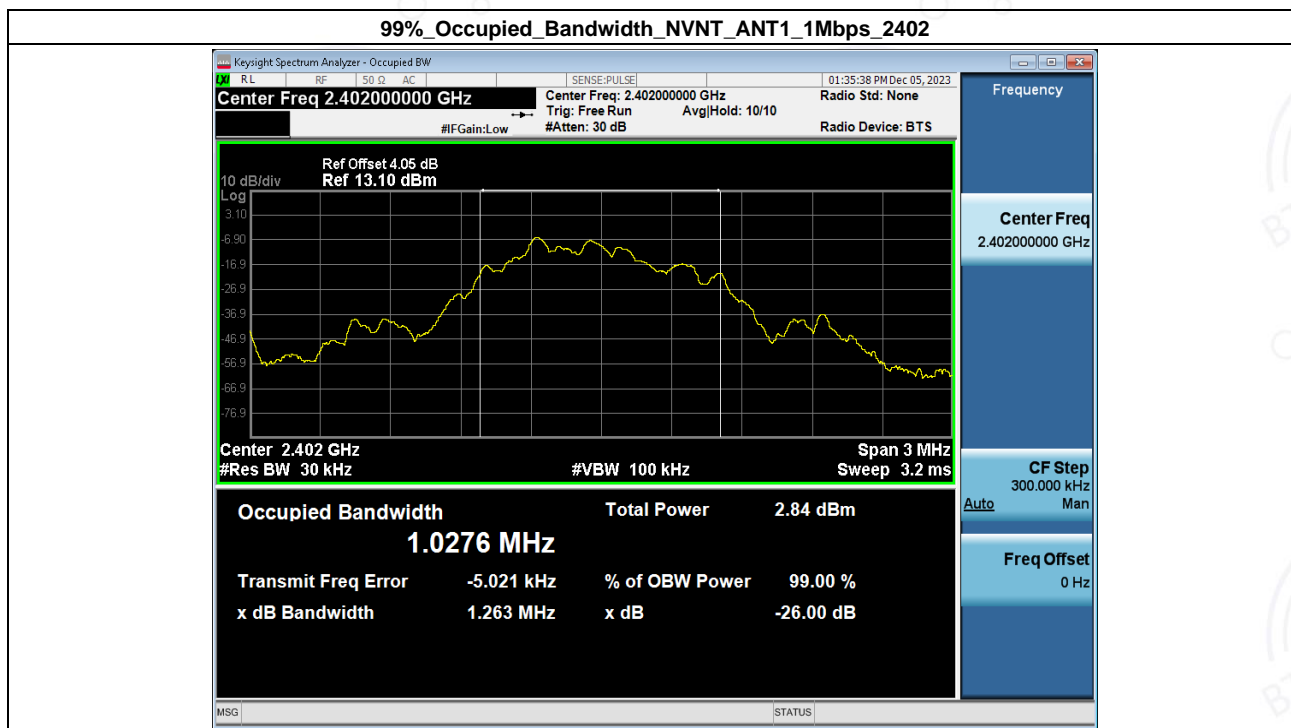 99%_Occupied_Bandwidth_NVNT_ANT1_1Mbps_2402
Keysight Spectrum Analyzer - Occupied BW
LXI RL RF 50 Ω AC SENSE:PULSE 01:35:38 PM Dec 05, 2023
Center Freq 2.402000000 GHz
Center Freq: 2.402000000 GHz
Radio Std: None
Trig: Free Run Avg|Hold: 10/10
#IFGain:Low
#Atten: 30 dB
Radio Device: BTS
Ref Offset 4.05 dB
10 dB/div Ref 13.10 dBm
Log
3.10
-6.90
-16.9
-26.9
-36.9
-46.9
-56.9
-66.9
-76.9
Center 2.402 GHz Span 3 MHz
#Res BW 30 kHz #VBW 100 kHz Sweep 3.2 ms
Occupied Bandwidth Total Power 2.84 dBm
1.0276 MHz
Transmit Freq Error -5.021 kHz % of OBW Power 99.00 %
x dB Bandwidth 1.263 MHz x dB -26.00 dB
MSG STATUS
Frequency
Center Freq
2.402000000 GHz
CF Step
300.000 kHz
Auto Man
Freq Offset
0 Hz